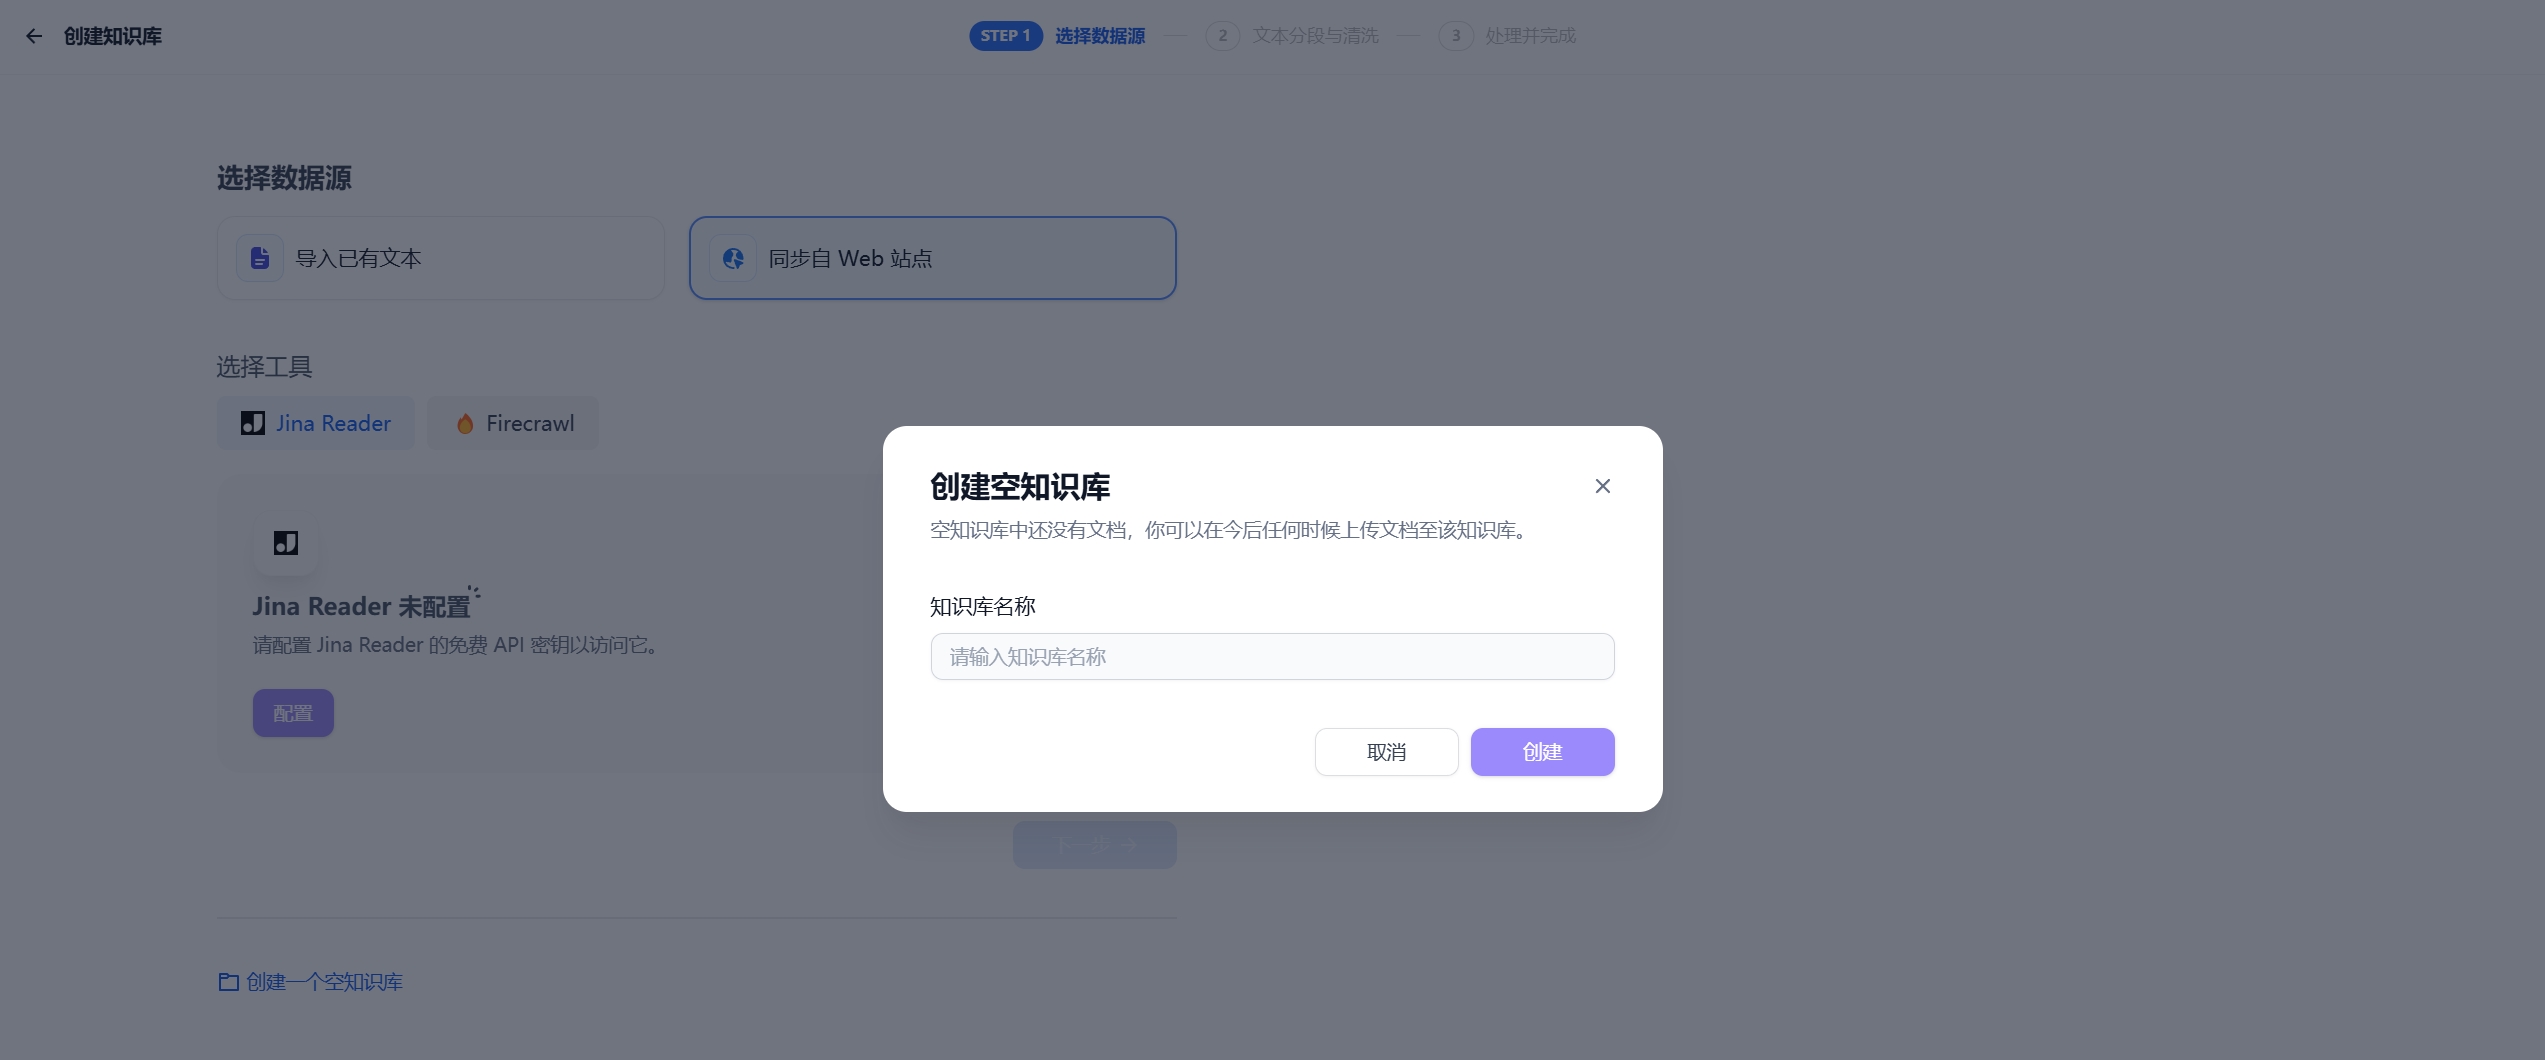 创建知识库
STEP 1 选择数据源 2 文本分段与清洗 3 处理并完成
选择数据源
导入已有文本
同步自 Web 站点
选择工具
Jina Reader
Firecrawl
Jina Reader 未配置
请配置 Jina Reader 的免费 API 密钥以访问它。
配置
创建空知识库
空知识库中还没有文档，你可以在今后任何时候上传文档至该知识库。
知识库名称
请输入知识库名称
取消
创建
下一步
创建一个空知识库